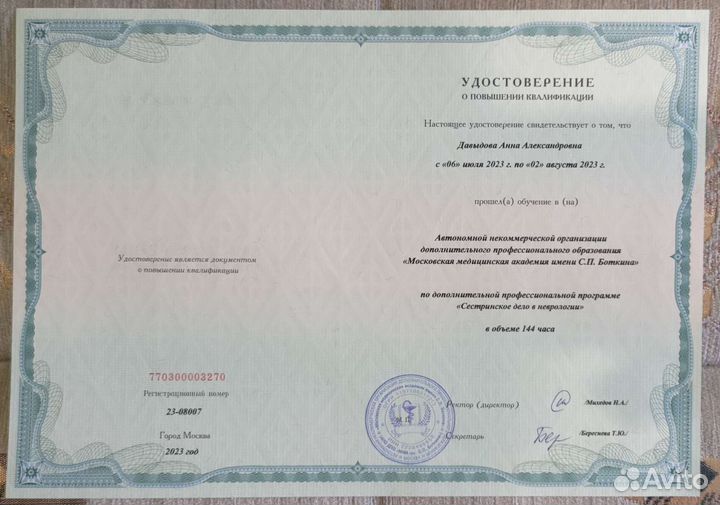 Удостоверение является документом
о повышении квалификации
770300003270
Регистрационный номер
23-08007
Город Москва
2023 год
УДОСТОВЕРЕНИЕ
О ПОВЫШЕНИИ КВАЛИФИКАЦИИ
Настоящее удостоверение свидетельствует о том, что
Давыдова Анна Александровна
с «06» июля 2023 г. по «02» августа 2023 г.
прошел(а) обучение в (на)
Автономной некоммерческой организации
дополнительного профессионального образования
«Московская медицинская академия имени С.П. Боткина»
по дополнительной профессиональной программе
«Сестринское дело в неврологии»
в объеме 144 часа
М.П.
Ректор (директор)
/Михедов Н.А./
Секретарь
/Береснева Т.Ю./
Avito